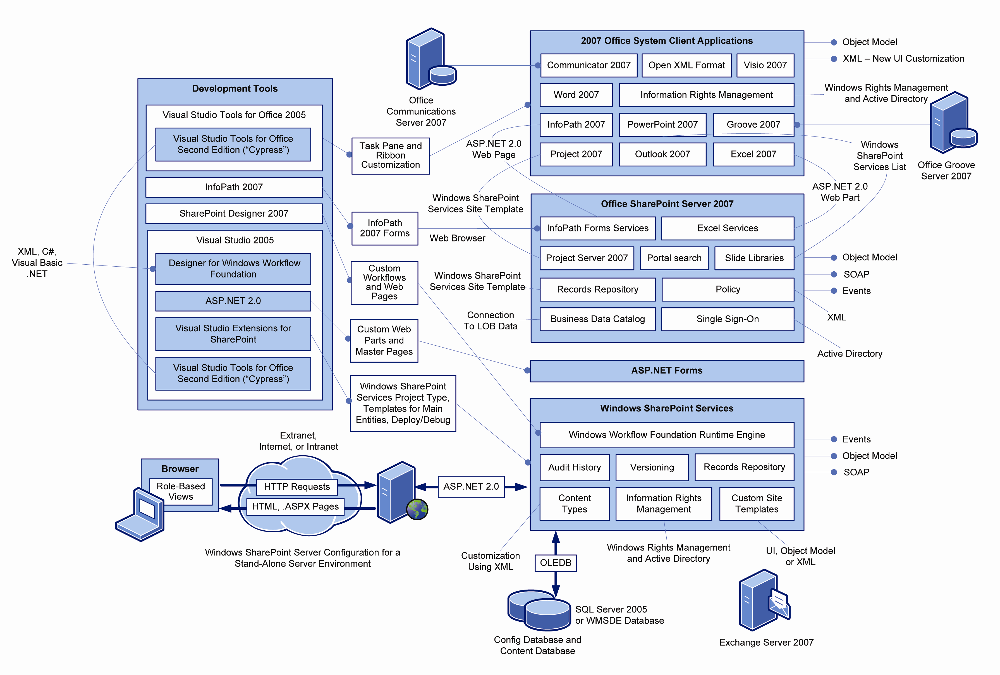 2007 Office System Client Applications
Communicator 2007
Open XML Format
Visio 2007
Word 2007
Information Rights Management
InfoPath 2007
PowerPoint 2007
Groove 2007
Project 2007
Outlook 2007
Excel 2007
Object Model
XML – New UI Customization
Windows Rights Management
and Active Directory
Office Groove
Server 2007
Windows
SharePoint
Services List
ASP.NET 2.0
Web Part
Office
Communications
Server 2007
ASP.NET 2.0
Web Page
Development Tools
Visual Studio Tools for Office 2005
Visual Studio Tools for Office
Second Edition (“Cypress”)
InfoPath 2007
SharePoint Designer 2007
Visual Studio 2005
Designer for Windows Workflow
Foundation
ASP.NET 2.0
Visual Studio Extensions for
SharePoint
Visual Studio Tools for Office
Second Edition (“Cypress”)
XML, C#,
Visual Basic
.NET
Task Pane and
Ribbon
Customization
InfoPath
2007 Forms
Web Browser
Custom
Workflows
and Web
Pages
Custom Web
Parts and
Master Pages
Windows SharePoint
Services Project Type,
Templates for Main
Entities, Deploy/Debug
Windows SharePoint
Services Site Template
Windows SharePoint
Services Site Template
Connection
To LOB Data
Office SharePoint Server 2007
InfoPath Forms Services
Excel Services
Project Server 2007
Portal search
Slide Libraries
Records Repository
Policy
Business Data Catalog
Single Sign-On
Object Model
SOAP
Events
XML
Active Directory
ASP.NET Forms
Windows SharePoint Services
Windows Workflow Foundation Runtime Engine
Audit History
Versioning
Records Repository
Content
Types
Information Rights
Management
Custom Site
Templates
Events
Object Model
SOAP
Extranet,
Internet, or Intranet
Browser
Role-Based
Views
HTTP Requests
HTML, .ASPX Pages
ASP.NET 2.0
Windows SharePoint Server Configuration for a
Stand-Alone Server Environment
Customization
Using XML
OLEDB
Windows Rights Management
and Active Directory
UI, Object Model
or XML
SQL Server 2005
or WMSDE Database
Config Database and
Content Database
Exchange Server 2007